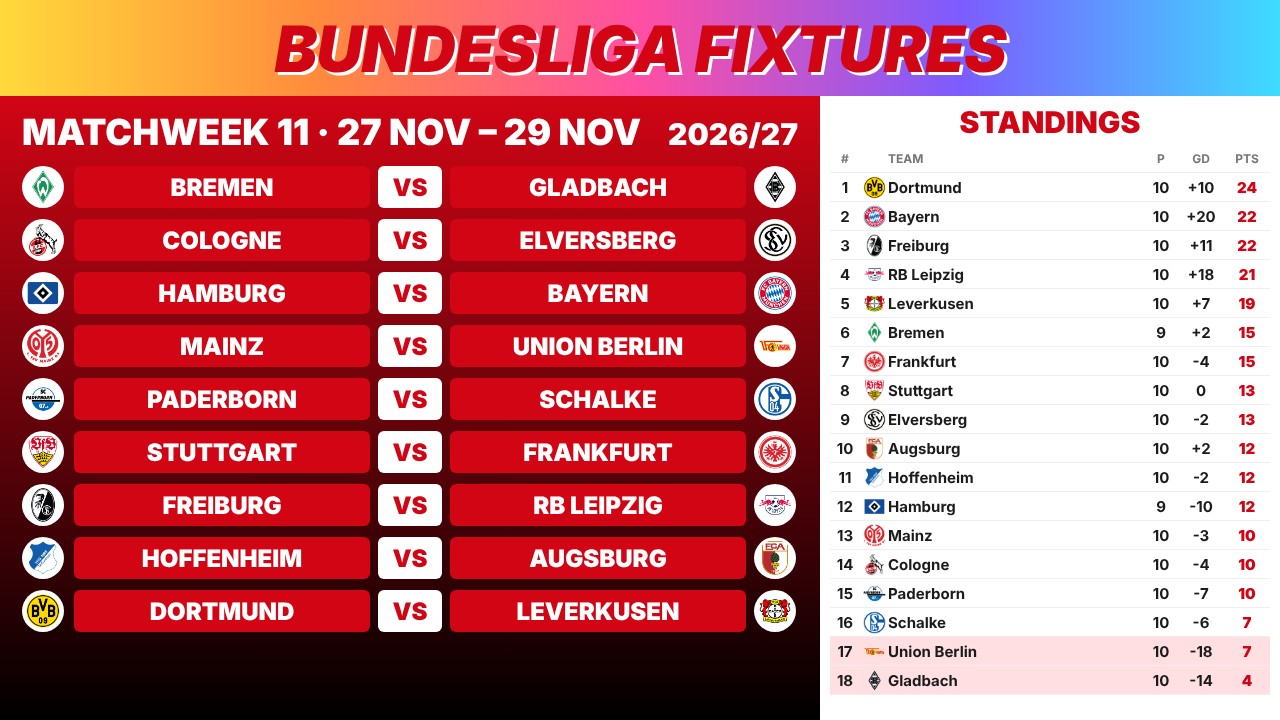 BUNDESLIGA FIXTURES
MATCHWEEK 11 · 27 NOV – 29 NOV 2026/27
BREMEN VS GLADBACH
COLOGNE VS ELVERSBERG
HAMBURG VS BAYERN
MAINZ VS UNION BERLIN
PADERBORN VS SCHALKE
STUTTGART VS FRANKFURT
FREIBURG VS RB LEIPZIG
HOFFENHEIM VS AUGSBURG
DORTMUND VS LEVERKUSEN
STANDINGS
# TEAM P GD PTS
1 Dortmund 10 +10 24
2 Bayern 10 +20 22
3 Freiburg 10 +11 22
4 RB Leipzig 10 +18 21
5 Leverkusen 10 +7 19
6 Bremen 9 +2 15
7 Frankfurt 10 -4 15
8 Stuttgart 10 0 13
9 Elversberg 10 -2 13
10 Augsburg 10 +2 12
11 Hoffenheim 10 -2 12
12 Hamburg 9 -10 12
13 Mainz 10 -3 10
14 Cologne 10 -4 10
15 Paderborn 10 -7 10
16 Schalke 10 -6 7
17 Union Berlin 10 -18 7
18 Gladbach 10 -14 4